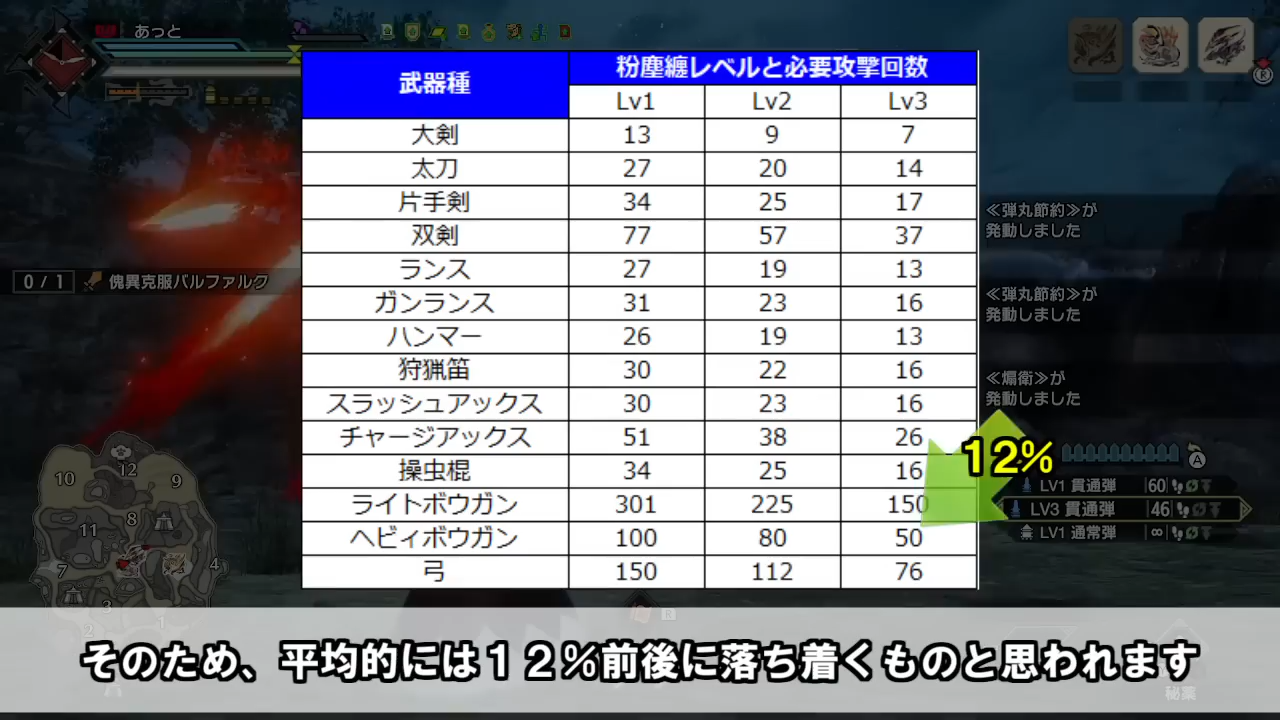 あっと
0 / 1 傀異克服バルファルク
武器種 粉塵纏レベルと必要攻撃回数
Lv1 Lv2 Lv3
大剣 13 9 7
太刀 27 20 14
片手剣 34 25 17
双剣 77 57 37
ランス 27 19 13
ガンランス 31 23 16
ハンマー 26 19 13
狩猟笛 30 22 16
スラッシュアックス 30 23 16
チャージアックス 51 38 26
操虫棍 34 25 16
ライトボウガン 301 225 150
ヘビィボウガン 100 80 50
弓 150 112 76
R
≪弾丸節約≫が
発動しました
≪弾丸節約≫が
発動しました
≪煽衛≫が
発動しました
12%
A
LV1 貫通弾 60
LV3 貫通弾 46
LV1 通常弾 ∞
10
12
9
8
11
7
4
3
2
1
R
そのため、平均的には１２％前後に落ち着くものと思われます
秘薬